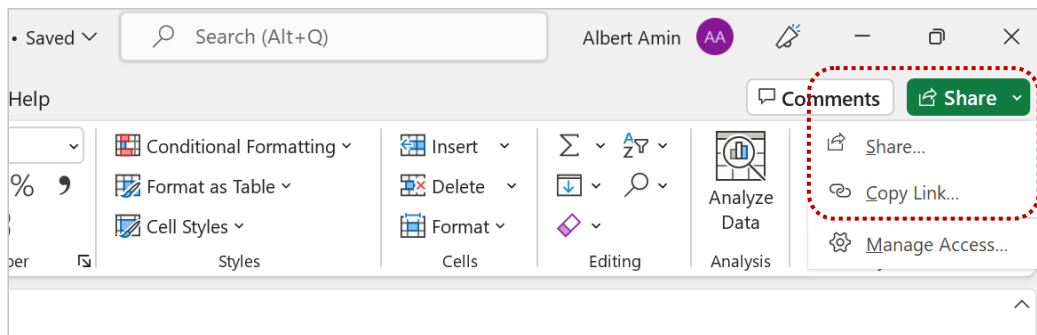 • Saved
Search (Alt+Q)
Albert Amin
AA
Help
Comments
Share
Conditional Formatting
Insert
Share...
%
Format as Table
Delete
Analyze
Data
Copy Link...
Cell Styles
Format
Manage Access...
Styles
Cells
Editing
Analysis